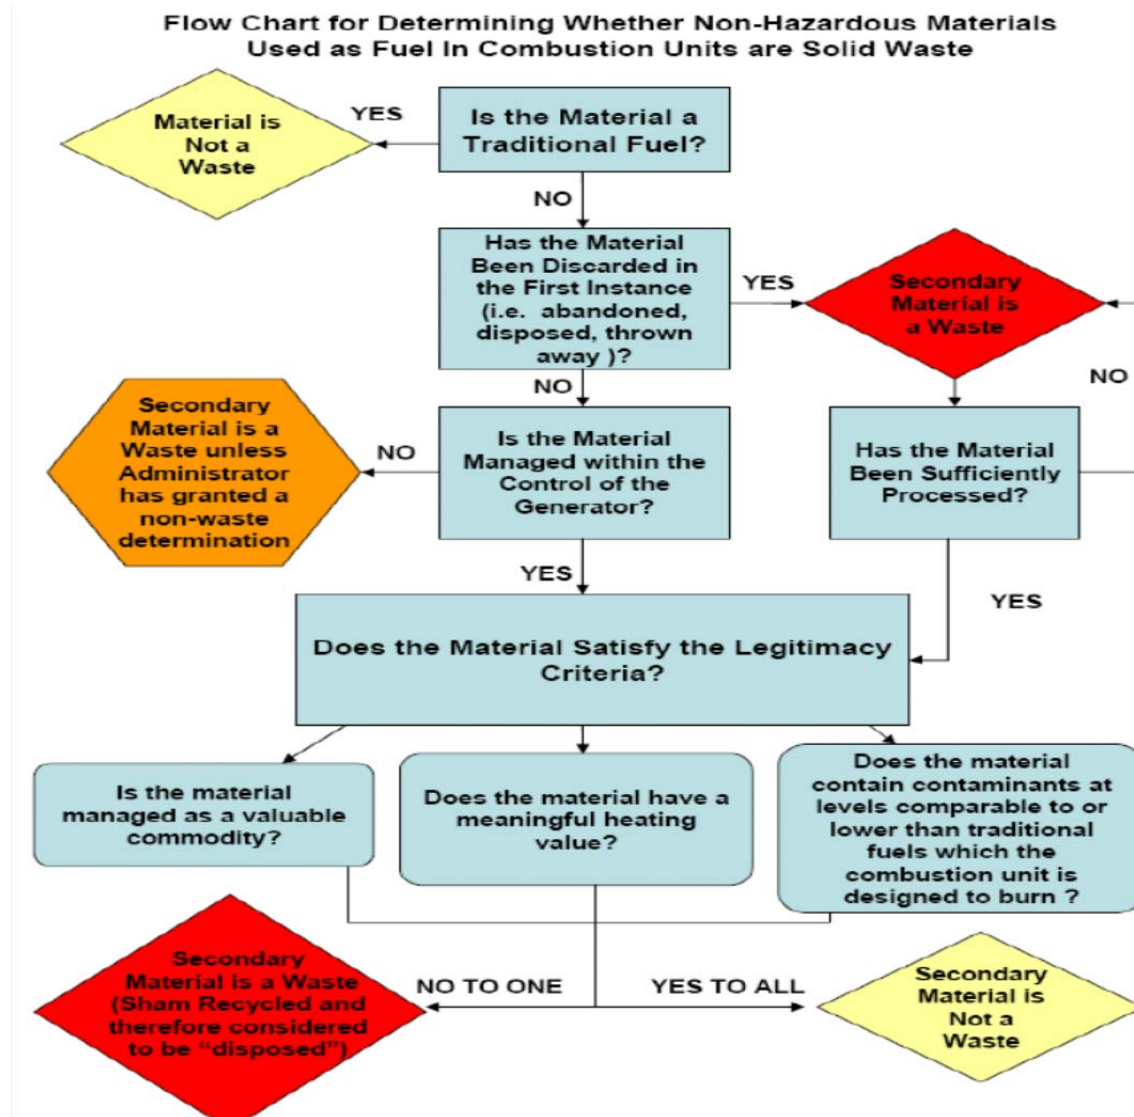 Flow Chart for Determining Whether Non-Hazardous Materials
Used as Fuel In Combustion Units are Solid Waste
Material is
Not a
Waste
YES
Is the Material a
Traditional Fuel?
NO
Has the Material
Been Discarded in
the First Instance
(i.e. abandoned,
disposed, thrown
away )?
YES
Secondary
Material is
a Waste
NO
NO
Secondary
Material is a
Waste unless
Administrator
has granted a
non-waste
determination
NO
Is the Material
Managed within the
Control of the
Generator?
Has the Material
Been Sufficiently
Processed?
YES
YES
Does the Material Satisfy the Legitimacy
Criteria?
Is the material
managed as a valuable
commodity?
Does the material have a
meaningful heating
value?
Does the material
contain contaminants at
levels comparable to or
lower than traditional
fuels which the
combustion unit is
designed to burn ?
Secondary
Material is a Waste
(Sham Recycled and
therefore considered
to be “disposed”)
NO TO ONE
YES TO ALL
Secondary
Material is
Not a
Waste